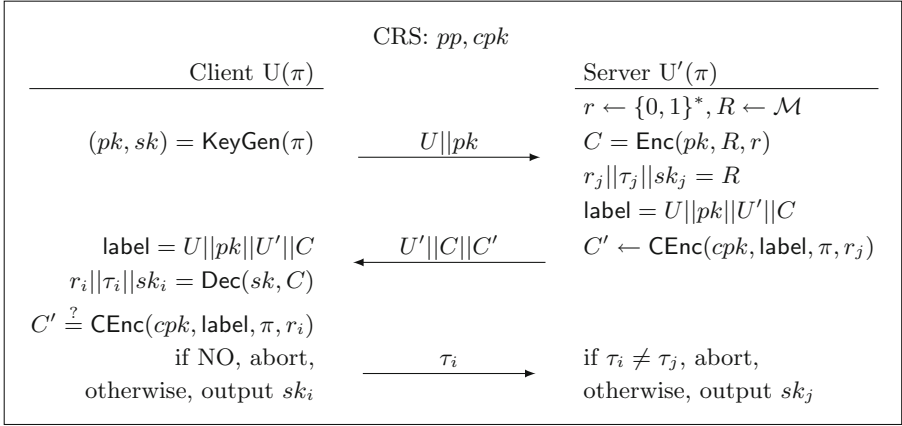 CRS: pp, cpk
Client U(π) Server U′(π)
r ← {0, 1}*, R ← M
(pk, sk) = KeyGen(π) U||pk C = Enc(pk, R, r)
r_j||τ_j||sk_j = R
label = U||pk||U′||C
label = U||pk||U′||C U′||C||C′ C′ ← CEnc(cpk, label, π, r_j)
r_i||τ_i||sk_i = Dec(sk, C)
C′ ≟ CEnc(cpk, label, π, r_i)
if NO, abort, τ_i if τ_i ≠ τ_j, abort,
otherwise, output sk_i otherwise, output sk_j